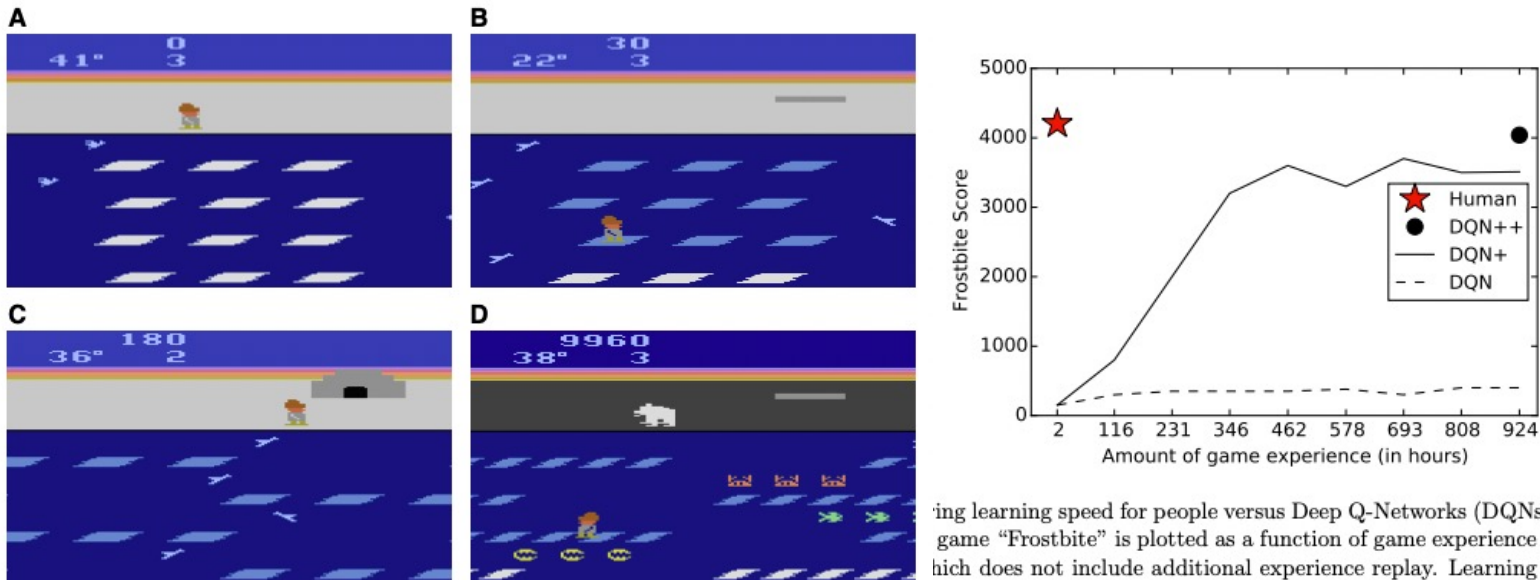 A
0
41° 3
B
30
22° 3
C
180
36° 2
D
9960
38° 3
5000
4000
3000
2000
1000
0
Frostbite Score
Human
DQN++
DQN+
DQN
2 116 231 346 462 578 693 808 924
Amount of game experience (in hours)
ring learning speed for people versus Deep Q-Networks (DQNs
game “Frostbite” is plotted as a function of game experience
hich does not include additional experience replay. Learning